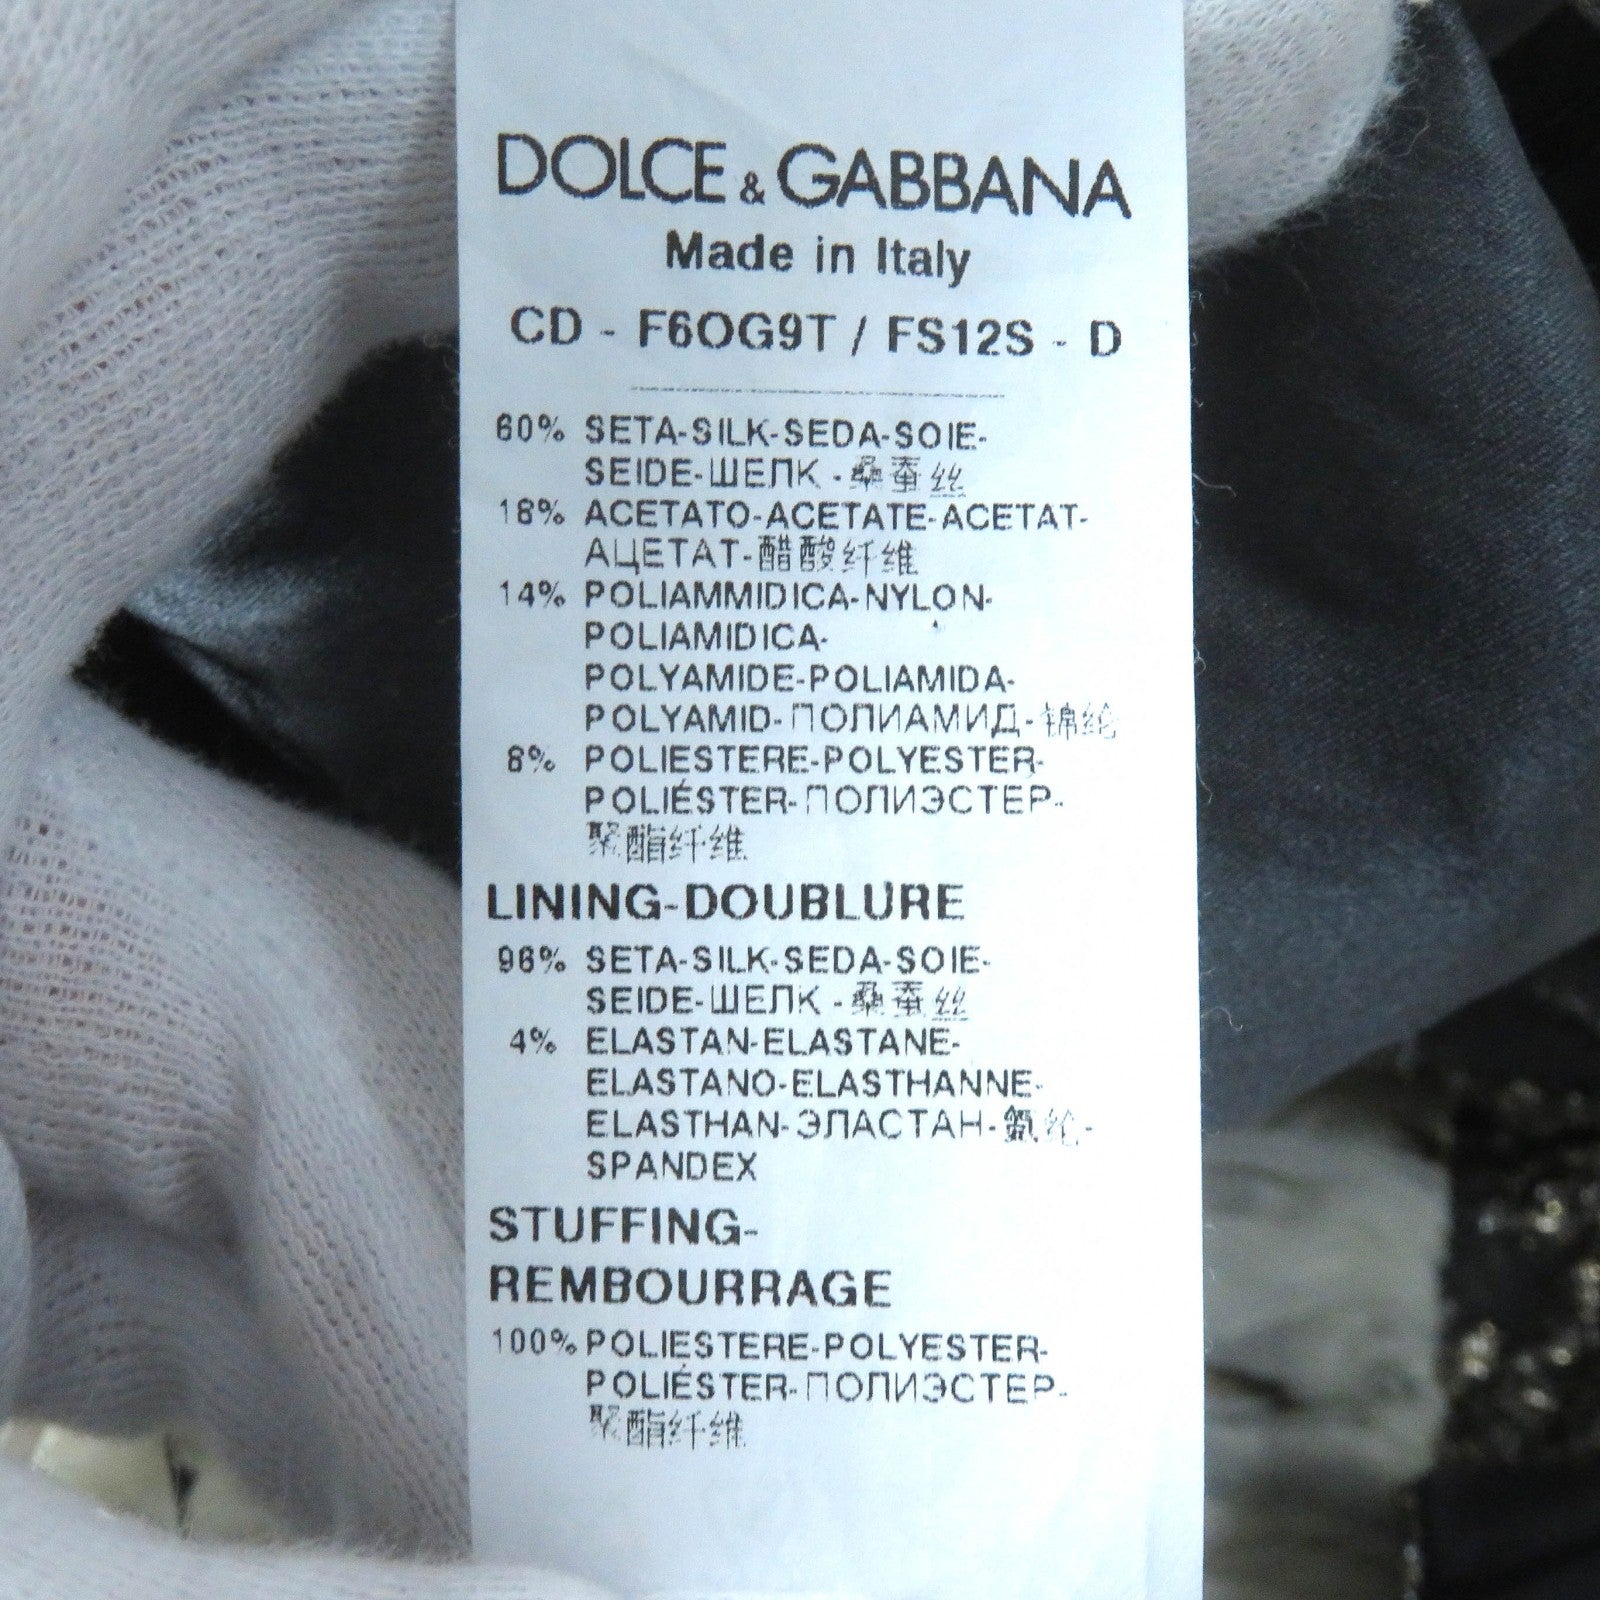 DOLCE & GABBANA
Made in Italy
CD - F6OG9T / FS12S - D
60% SETA-SILK-SEDA-SOIE-
SEIDE-ШЕЛК-桑蚕丝
18% ACETATO-ACETATE-ACETAT-
АЦЕТАТ-醋酸纤维
14% POLIAMMIDICA-NYLON-
POLIAMIDICA-
POLYAMIDE-POLIAMIDA-
POLYAMID-ПОЛИАМИД-锦纶
8% POLIESTERE-POLYESTER-
POLIÉSTER-ПОЛИЭСТЕР-
聚酯纤维
LINING-DOUBLURE
96% SETA-SILK-SEDA-SOIE-
SEIDE-ШЕЛК-桑蚕丝
4% ELASTAN-ELASTANE-
ELASTANO-ELASTHANNE-
ELASTHAN-ЭЛАСТАН-氨纶-
SPANDEX
STUFFING-
REMBOURRAGE
100% POLIESTERE-POLYESTER-
POLIÉSTER-ПОЛИЭСТЕР-
聚酯纤维